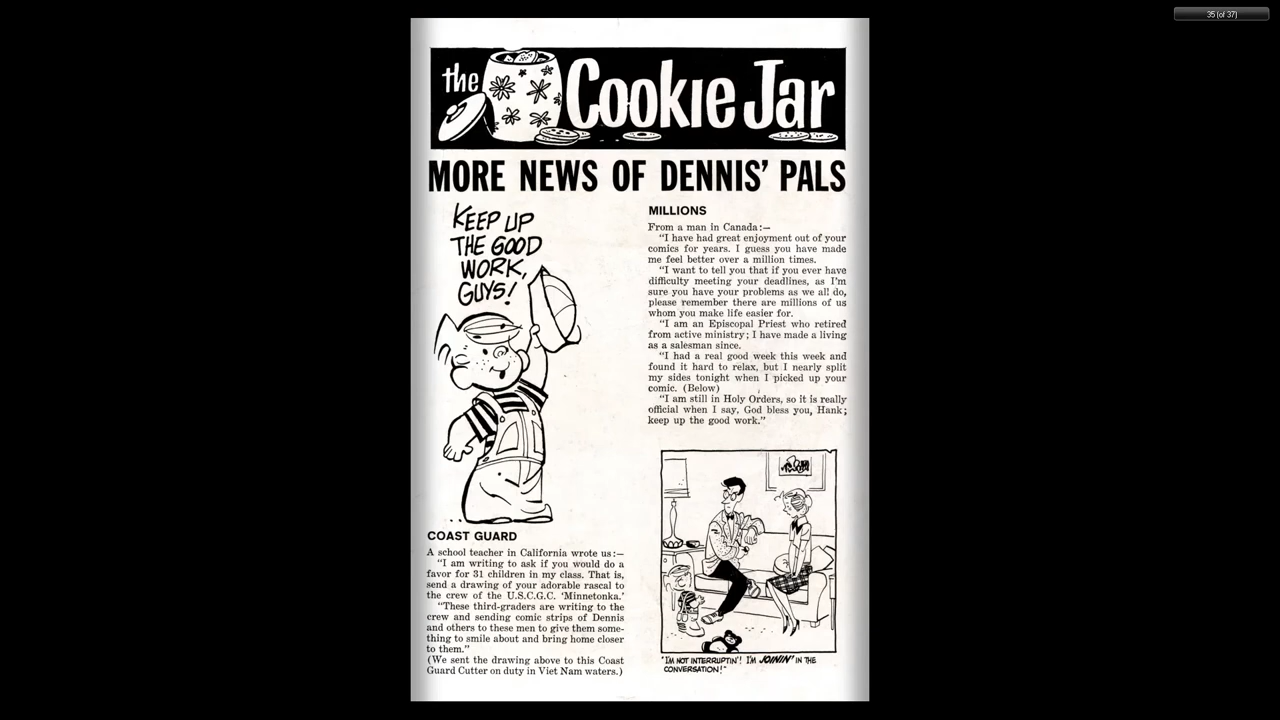 35 (of 37)
the Cookie Jar
MORE NEWS OF DENNIS' PALS
KEEP UP
THE GOOD
WORK,
GUYS!
COAST GUARD
A school teacher in California wrote us:—
"I am writing to ask if you would do a
favor for 31 children in my class. That is,
send a drawing of your adorable rascal to
the crew of the U.S.C.G.C. 'Minnetonka.'
"These third-graders are writing to the
crew and sending comic strips of Dennis
and others to these men to give them some-
thing to smile about and bring home closer
to them."
(We sent the drawing above to this Coast
Guard Cutter on duty in Viet Nam waters.)
MILLIONS
From a man in Canada:—
"I have had great enjoyment out of your
comics for years. I guess you have made
me feel better over a million times.
"I want to tell you that if you ever have
difficulty meeting your deadlines, as I'm
sure you have your problems as we al! do,
please remember there are millions of us
whom you make life easier for.
"I am an Episcopal Priest who retired
from active ministry; I have made a living
as a salesman since.
"I had a real good week this week and
found it hard to relax, but I nearly split
my sides tonight when I picked up your
comic. (Below)
"I am still in Holy Orders, so it is really
official when I say, God bless you, Hank;
keep up the good work."
"I'M NOT INTERRUPTIN'! I'M JOININ' IN THE
CONVERSATION!"